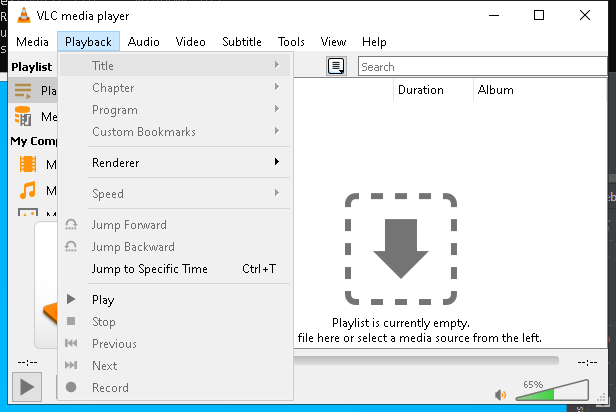 VLC media player
Media Playback Audio Video Subtitle Tools View Help
Playlist
Title
Search
Pla
Chapter
Duration Album
Me
Program
Custom Bookmarks
My Comp
M
Renderer
M
Speed
M
Jump Forward
Jump Backward
Jump to Specific Time Ctrl+T
Play
Stop
Playlist is currently empty.
Previous
file here or select a media source from the left.
--:-- Next --:--
Record
65%